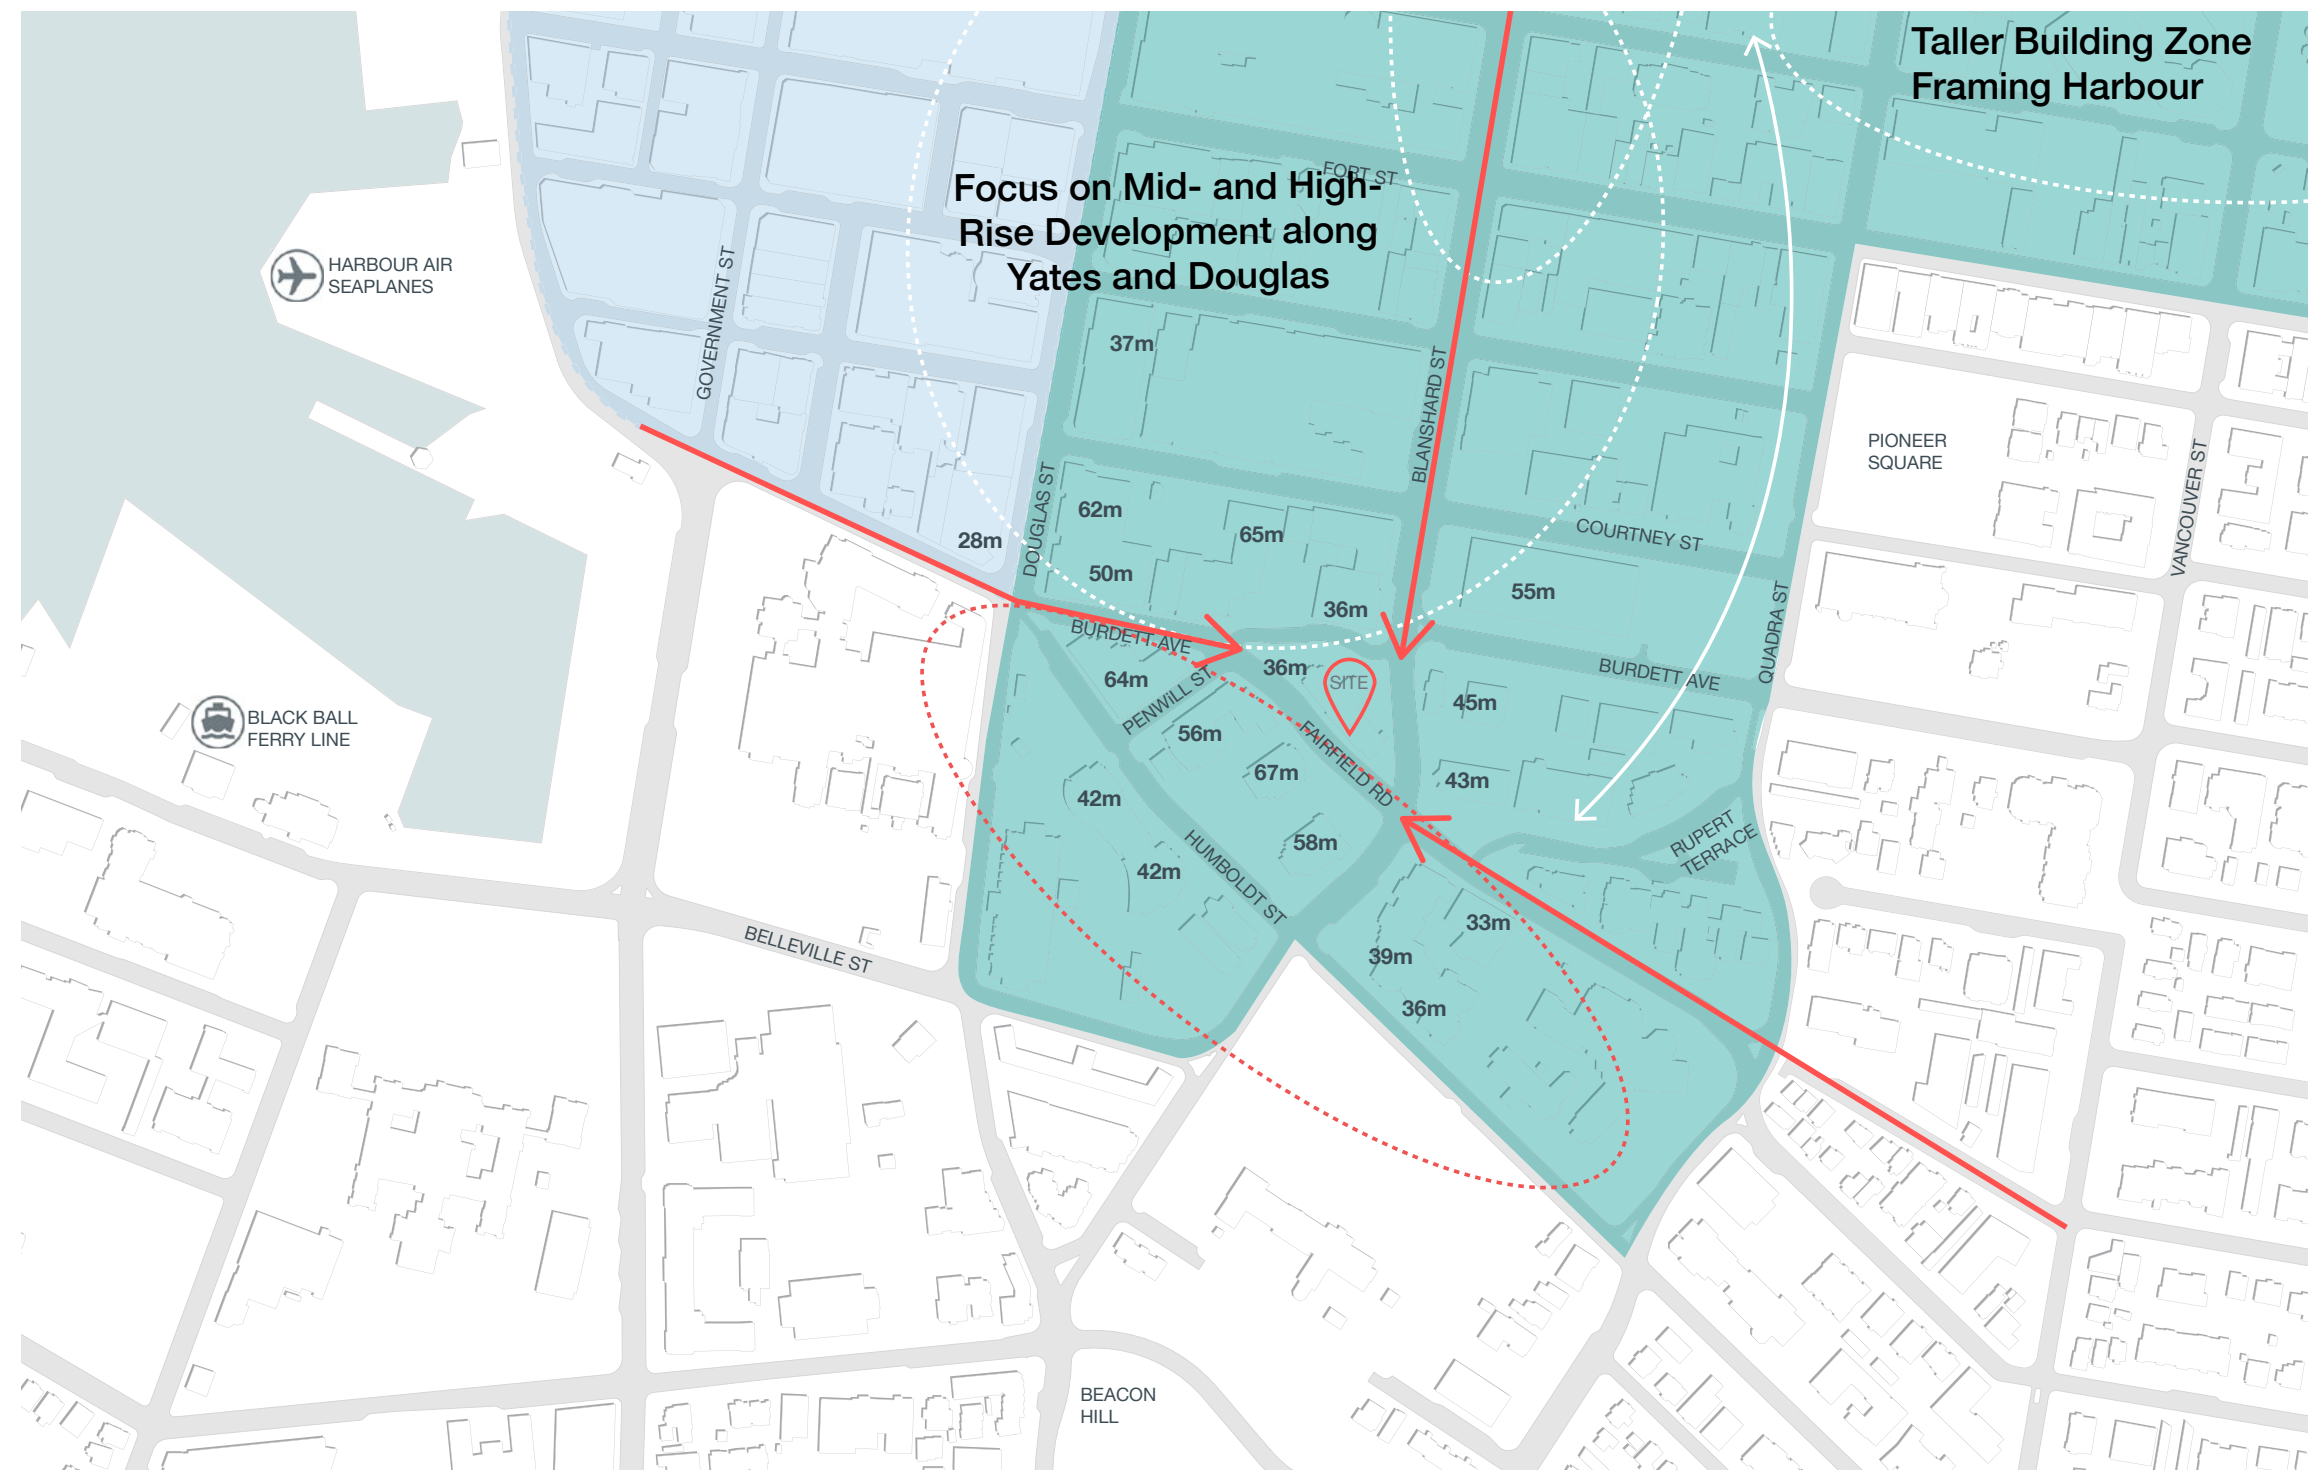 Taller Building Zone
Framing Harbour
FORT ST
Focus on Mid- and High-
Rise Development along
Yates and Douglas
HARBOUR AIR
SEAPLANES
GOVERNMENT ST
37m
BLANSHARD ST
PIONEER
SQUARE
VANCOUVER ST
DOUGLAS ST
62m
65m
28m
COURTNEY ST
50m
55m
36m
BURDETT AVE
QUADRA ST
64m
36m
SITE
BURDETT AVE
PENWiLL ST
45m
BLACK BALL
FERRY LINE
56m
FAIRFIELD RD
67m
43m
42m
58m
RUPERT
TERRACE
HUMBOLDT ST
42m
33m
BELLEVILLE ST
39m
36m
BEACON
HILL